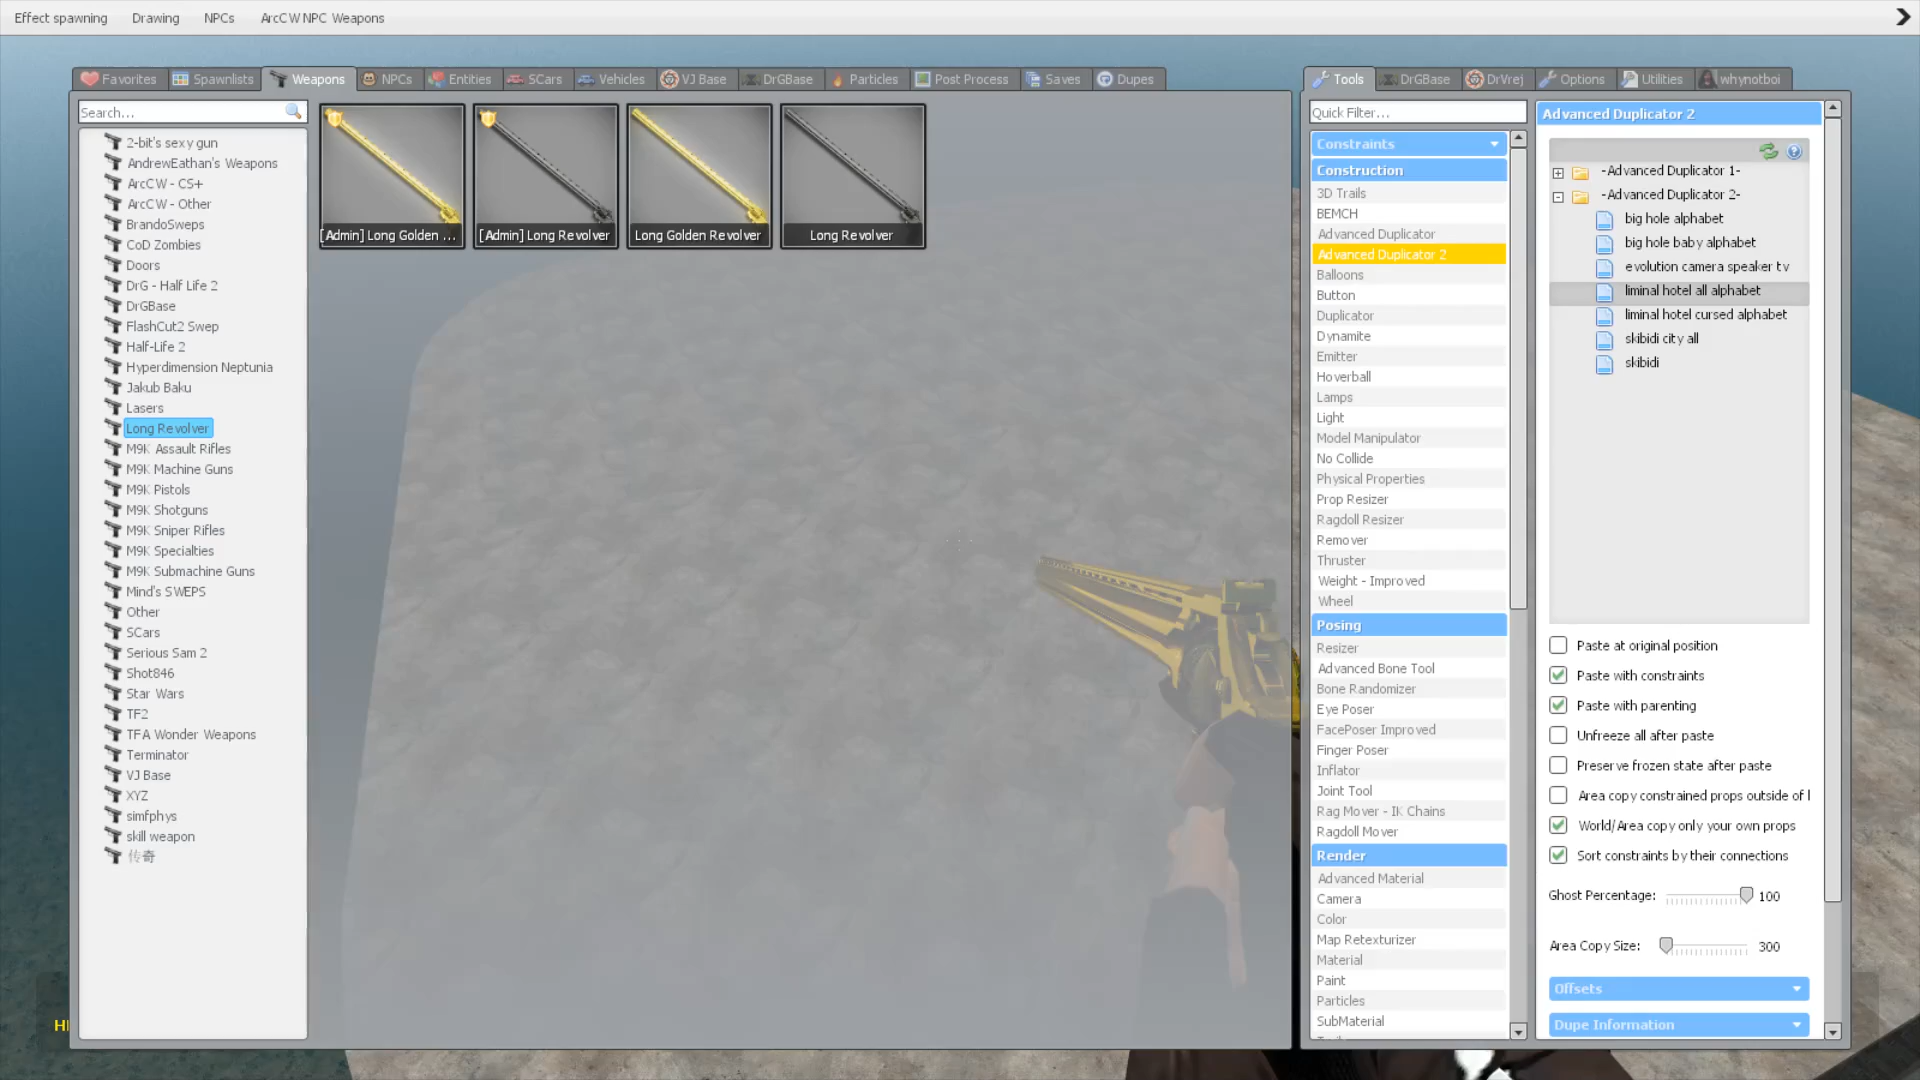 Effect spawning Drawing NPCs ArcCW NPC Weapons
Favorites Spawnlists Weapons NPCs Entities SCars Vehicles VJ Base DrGBase Particles Post Process Saves Dupes
Tools DrGBase DrVrej Options Utilities whynotboi
Search...
2-bit's sexy gun
AndrewEathan's Weapons
ArcCW - CS+
ArcCW - Other
BrandoSweps
CoD Zombies
Doors
DrG - Half Life 2
DrGBase
FlashCut2 Swep
Half-Life 2
Hyperdimension Neptunia
Jakub Baku
Lasers
Long Revolver
M9K Assault Rifles
M9K Machine Guns
M9K Pistols
M9K Shotguns
M9K Sniper Rifles
M9K Specialties
M9K Submachine Guns
Mind's SWEPS
Other
SCars
Serious Sam 2
Shot846
Star Wars
TF2
TFA Wonder Weapons
Terminator
VJ Base
XYZ
simfphys
skill weapon
传奇
[Admin] Long Golden ...
[Admin] Long Revolver
Long Golden Revolver
Long Revolver
Quick Filter...
Constraints
Construction
3D Trails
BEMCH
Advanced Duplicator
Advanced Duplicator 2
Balloons
Button
Duplicator
Dynamite
Emitter
Hoverball
Lamps
Light
Model Manipulator
No Collide
Physical Properties
Prop Resizer
Ragdoll Resizer
Remover
Thruster
Weight - Improved
Wheel
Posing
Resizer
Advanced Bone Tool
Bone Randomizer
Eye Poser
FacePoser Improved
Finger Poser
Inflator
Joint Tool
Rag Mover - IK Chains
Ragdoll Mover
Render
Advanced Material
Camera
Color
Map Retexturizer
Material
Paint
Particles
SubMaterial
Advanced Duplicator 2
-Advanced Duplicator 1-
-Advanced Duplicator 2-
big hole alphabet
big hole baby alphabet
evolution camera speaker tv
liminal hotel all alphabet
liminal hotel cursed alphabet
skibidi city all
skibidi
Paste at original position
Paste with constraints
Paste with parenting
Unfreeze all after paste
Preserve frozen state after paste
Area copy constrained props outside of
World/Area copy only your own props
Sort constraints by their connections
Ghost Percentage: 100
Area Copy Size: 300
Offsets
Dupe Information